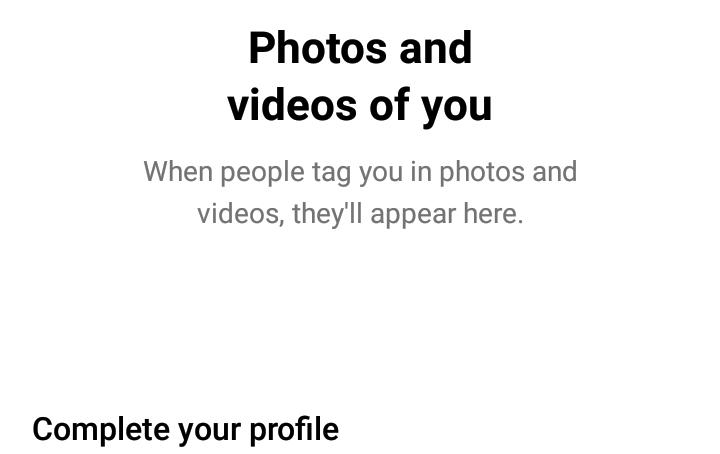 Photos and
videos of you
When people tag you in photos and
videos, they'll appear here.
Complete your profile